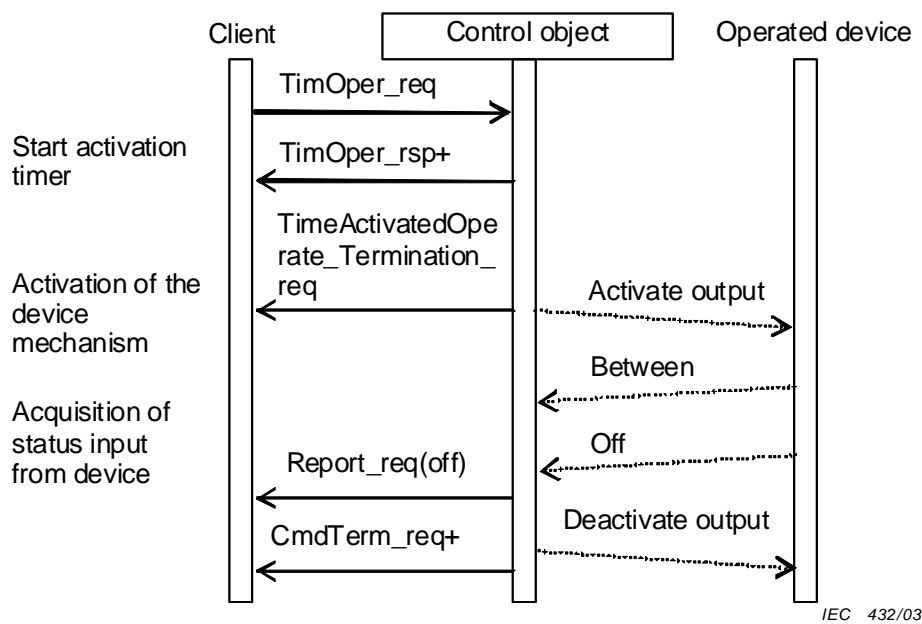 Client
Control object
Operated device
TimOper_req
Start activation
timer
TimOper_rsp+
TimeActivatedOpe
rate_Termination_
req
Activation of the
device
mechanism
Activate output
Between
Acquisition of
status input
from device
Off
Report_req(off)
Deactivate output
CmdTerm_req+
IEC 432/03